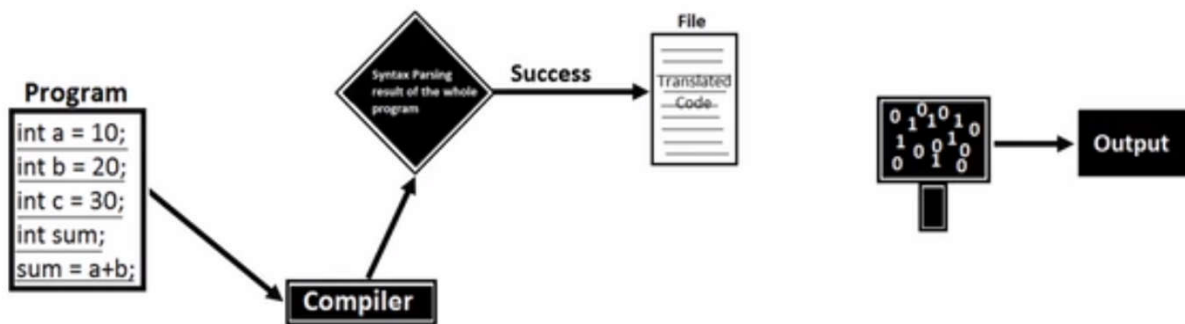 Program
int a = 10;
int b = 20;
int c = 30;
int sum;
sum = a+b;
Compiler
Syntax Parsing
result of the whole
program
Success
File
Translated
Code
0 0 0
1 1 1 0
1 1
0 0 0 0
0 1 0
Output